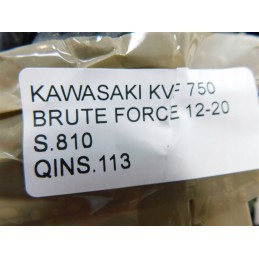 KAWASAKI KVF 750
BRUTE FORCE 12-20
S.810
QINS.113